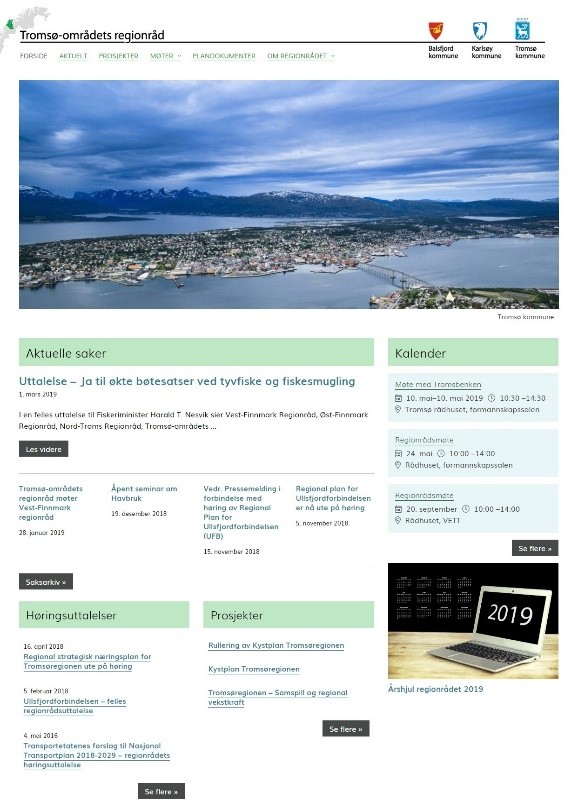 Tromsø-områdets regionråd
Balsfjord
kommune
Karlsøy
kommune
Tromsø
kommune
FORSIDE AKTUELT PROSJEKTER MØTER PLANDOKUMENTER OM REGIONRÅDET
Tromsø kommune
Aktuelle saker
Uttalelse – Ja til økte bøtesatser ved tyvfiske og fiskesmugling
1. mars 2019
I en felles uttalelse til Fiskeriminister Harald T. Nesvik sier Vest-Finnmark Regionråd, Øst-Finnmark
Regionråd, Nord-Troms Regionråd, Tromsø-områdets ...
Les videre
Tromsø-områdets
regionråd møter
Vest-Finnmark
regionråd
28. januar 2019
Åpent seminar om
Havbruk
19. desember 2018
Vedr. Pressemelding i
forbindelse med
høring av Regional
Plan for
Ullsfjordforbindelsen
(UFB)
15. november 2018
Regional plan for
Ullsfjordforbindelsen
er nå ute på høring
5. november 2018
Saksarkiv »
Høringsuttalelser
16. april 2018
Regional strategisk næringsplan for
Tromsøregionen ute på høring
5. februar 2018
Ullsfjordforbindelsen – felles
regionrådsuttalelse
4. mai 2016
Transportetatenes forslag til Nasjonal
Transportplan 2018-2029 – regionrådets
høringsuttalelse
Se flere »
Prosjekter
Rullering av Kystplan Tromsøregionen
Kystplan Tromsøregionen
Tromsøregionen – Samspill og regional
vekstkraft
Se flere »
Kalender
Møte med Tromsbenken
10. mai–10. mai 2019 10:30 –14:30
Tromsø rådhuset, formannskapssalen
Regionrådsmøte
24. mai 10:00 –14:00
Rådhuset, formannskapssalen
Regionrådsmøte
20. september 10:00 –14:00
Rådhuset, VETT
Se flere »
2019
Årshjul regionrådet 2019